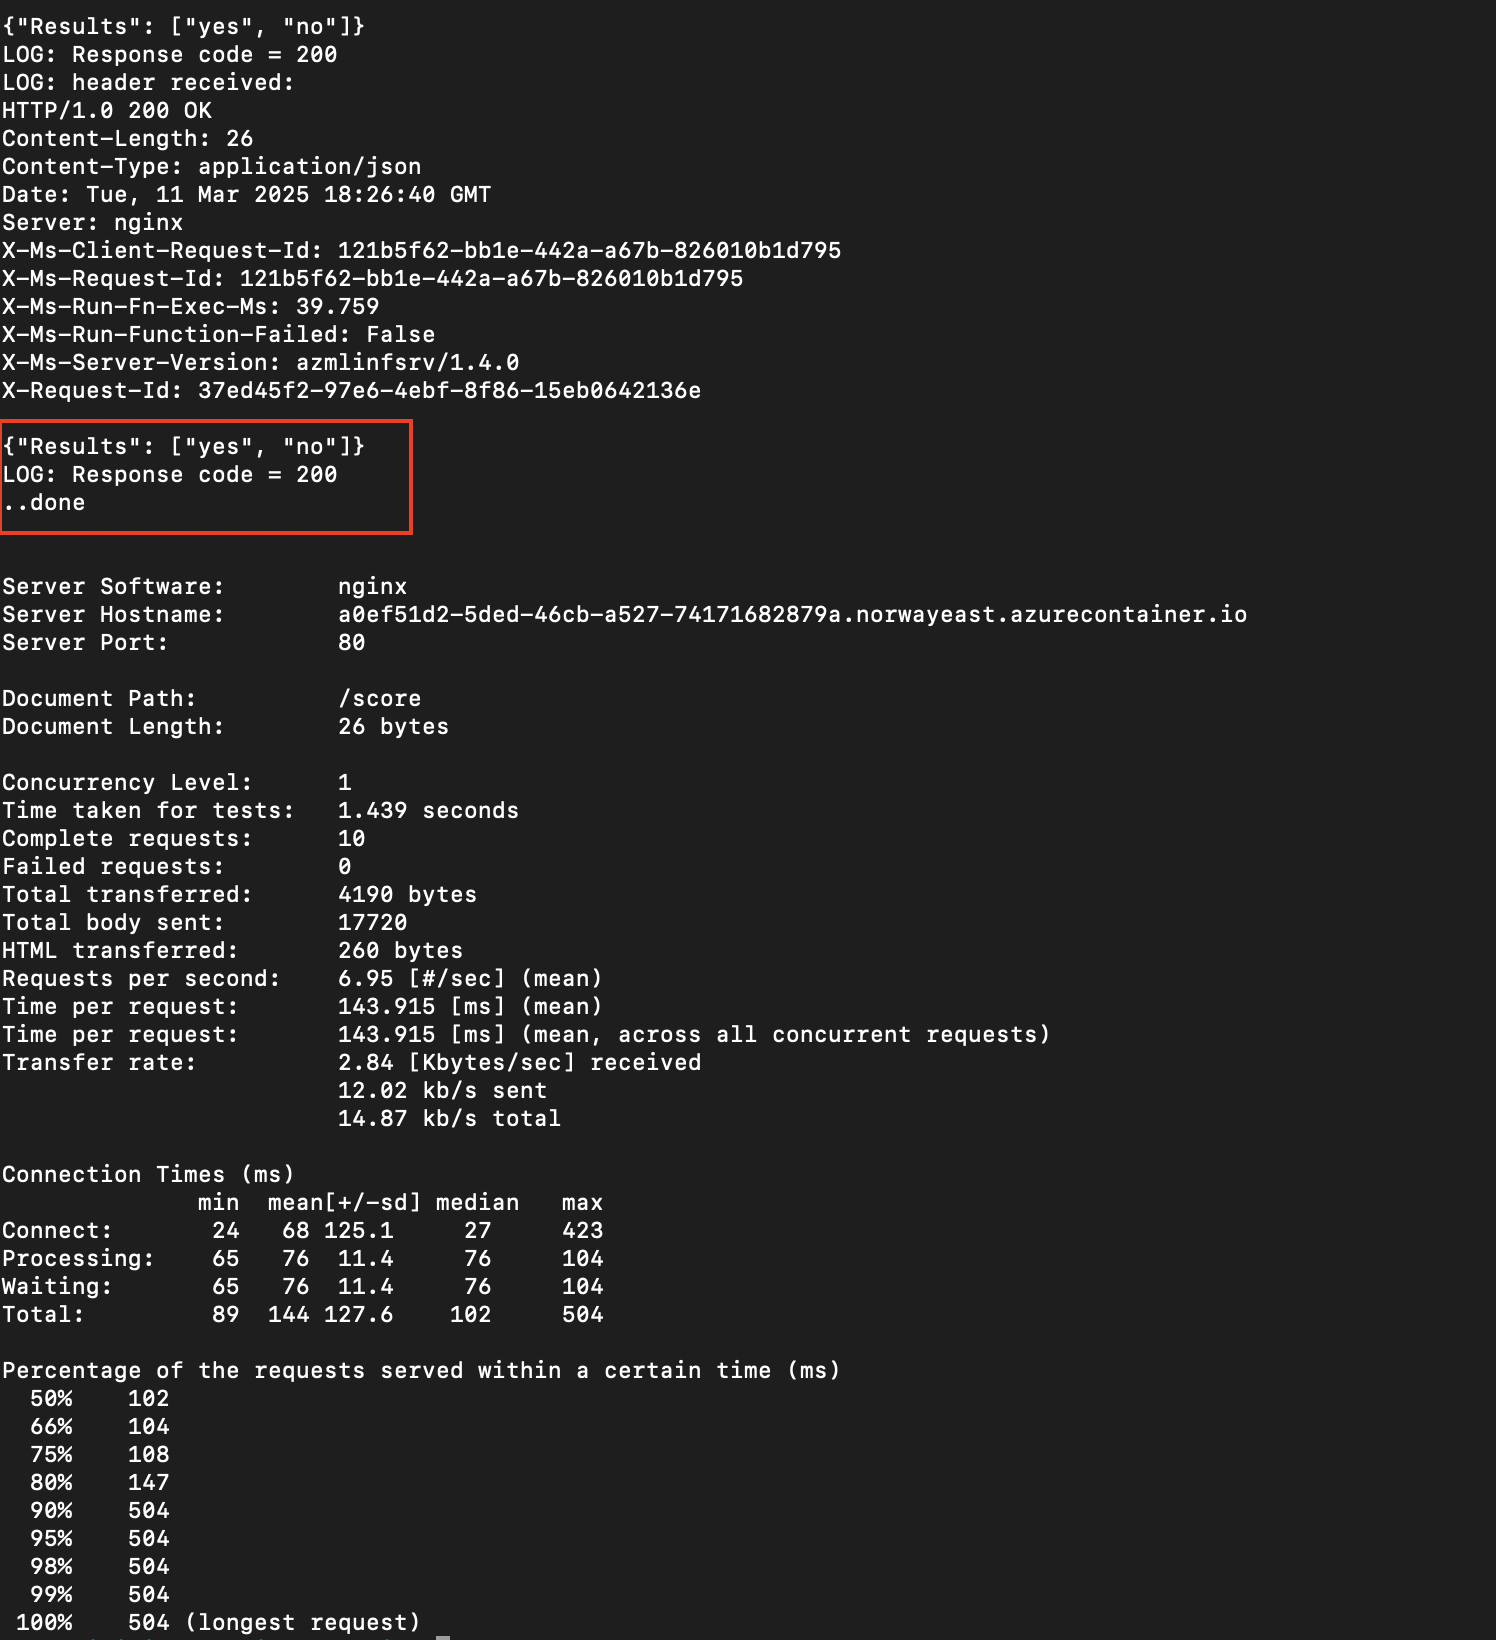 {"Results": ["yes", "no"]}
LOG: Response code = 200
LOG: header received:
HTTP/1.0 200 OK
Content-Length: 26
Content-Type: application/json
Date: Tue, 11 Mar 2025 18:26:40 GMT
Server: nginx
X-Ms-Client-Request-Id: 121b5f62-bb1e-442a-a67b-826010b1d795
X-Ms-Request-Id: 121b5f62-bb1e-442a-a67b-826010b1d795
X-Ms-Run-Fn-Exec-Ms: 39.759
X-Ms-Run-Function-Failed: False
X-Ms-Server-Version: azmlinfsrv/1.4.0
X-Request-Id: 37ed45f2-97e6-4ebf-8f86-15eb0642136e
{"Results": ["yes", "no"]}
LOG: Response code = 200
..done
Server Software:        nginx
Server Hostname:        a0ef51d2-5ded-46cb-a527-74171682879a.norwayeast.azurecontainer.io
Server Port:            80
Document Path:          /score
Document Length:        26 bytes
Concurrency Level:      1
Time taken for tests:   1.439 seconds
Complete requests:      10
Failed requests:        0
Total transferred:      4190 bytes
Total body sent:        17720
HTML transferred:       260 bytes
Requests per second:    6.95 [#/sec] (mean)
Time per request:       143.915 [ms] (mean)
Time per request:       143.915 [ms] (mean, across all concurrent requests)
Transfer rate:          2.84 [Kbytes/sec] received
                        12.02 kb/s sent
                        14.87 kb/s total
Connection Times (ms)
              min  mean[+/-sd] median   max
Connect:       24   68 125.1     27     423
Processing:    65   76  11.4     76     104
Waiting:       65   76  11.4     76     104
Total:         89  144 127.6    102     504
Percentage of the requests served within a certain time (ms)
  50%    102
  66%    104
  75%    108
  80%    147
  90%    504
  95%    504
  98%    504
  99%    504
 100%    504 (longest request)